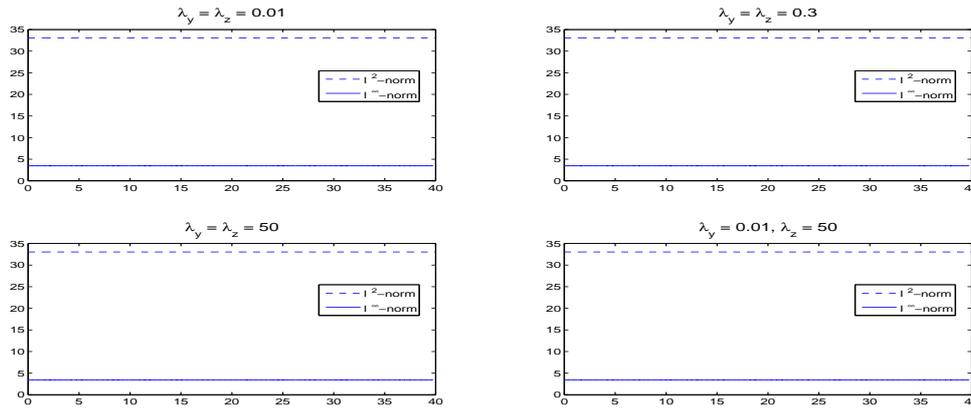 λy = λz = 0.01
35
30
25
20
15
10
5
0
0 5 10 15 20 25 30 35 40
l 2−norm
l ∞−norm
λy = λz = 0.3
35
30
25
20
15
10
5
0
0 5 10 15 20 25 30 35 4
l 2−norm
l ∞−norm
λy = λz = 50
35
30
25
20
15
10
5
0
0 5 10 15 20 25 30 35 40
l 2−norm
l ∞−norm
λy = 0.01, λz = 50
35
30
25
20
15
10
5
0
0 5 10 15 20 25 30 35 4
l 2−norm
l ∞−norm